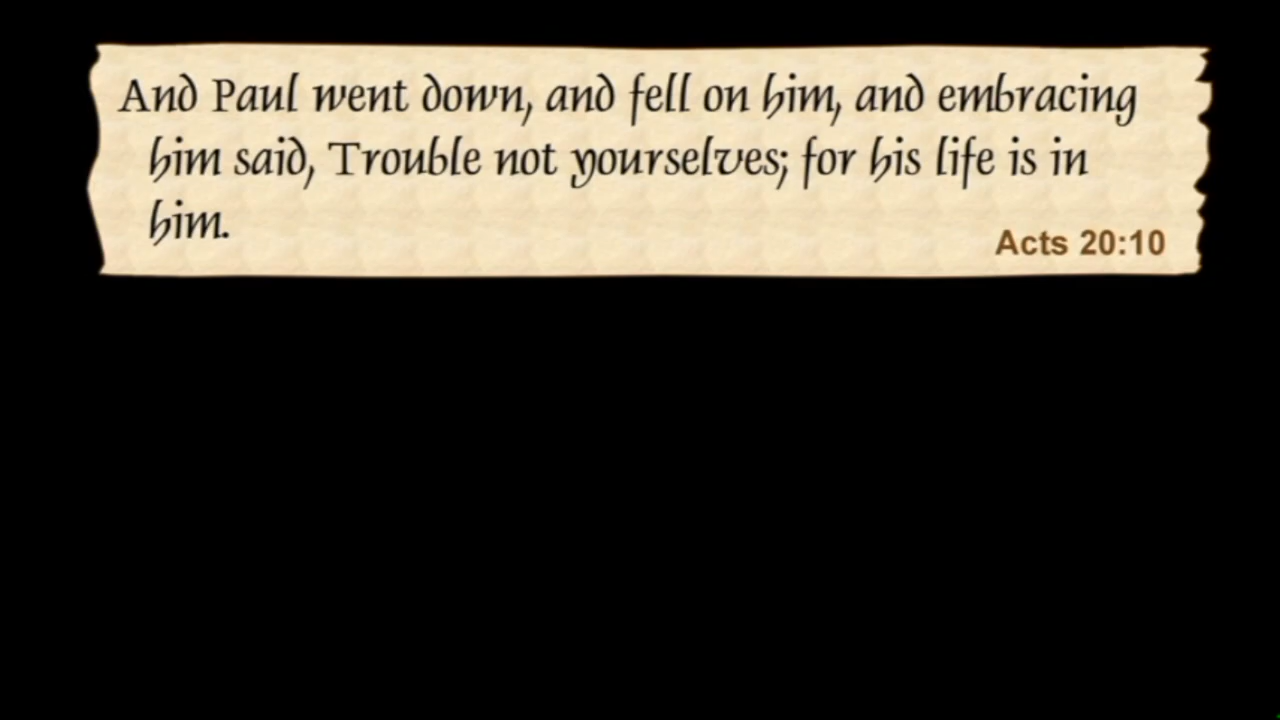 And Paul went down, and fell on him, and embracing
him said, Trouble not yourselves; for his life is in
him.
Acts 20:10